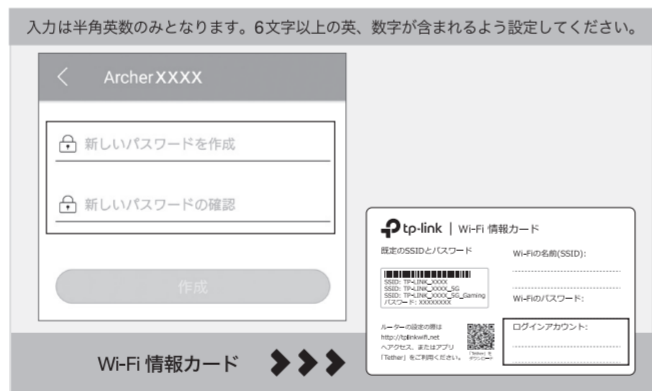 入力は半角英数のみとなります。6文字以上の英、数字が含まれるよう設定してください。
Archer XXXX
新しいパスワードを作成
新しいパスワードの確認
作成
tp-link | Wi-Fi 情報カード
既定のSSIDとパスワード
SSID: TP-LINK_XXXX
SSID: TP-LINK_XXXX_5G
SSID: TP-LINK_XXXX_5G_Gaming
パスワード: XXXXXXXX
ルーターの設定の際は
http://tplinkwifi.net
へアクセス、またはアプリ
「Tether」をご利用ください。
「Tether」を
ダウンロード
Wi-Fiの名前(SSID):
Wi-Fiのパスワード:
ログインアカウント:
Wi-Fi 情報カード